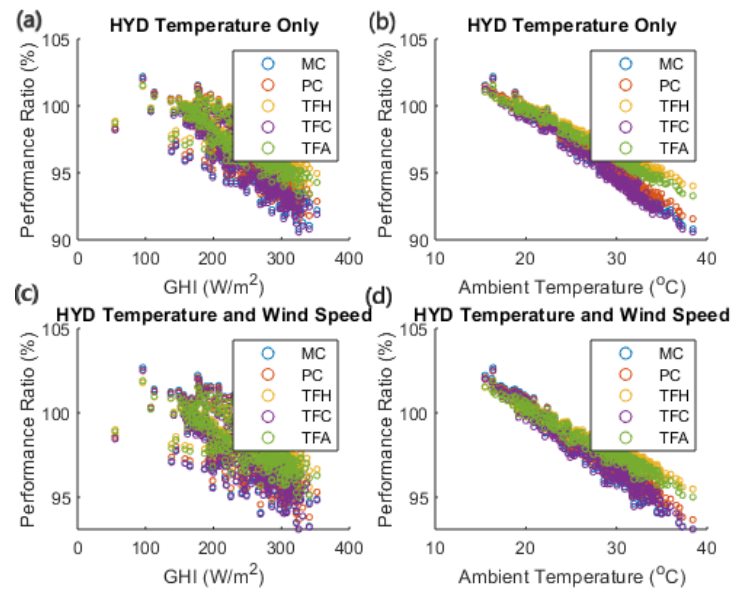 (a)
HYD Temperature Only
105
100
95
90
Performance Ratio (%)
0 100 200 300 400
GHI (W/m²)
MC
PC
TFH
TFC
TFA
(b)
HYD Temperature Only
105
100
95
90
Performance Ratio (%)
10 20 30 40
Ambient Temperature (°C)
MC
PC
TFH
TFC
TFA
(c)
HYD Temperature and Wind Speed
105
100
95
Performance Ratio (%)
0 100 200 300 400
GHI (W/m²)
MC
PC
TFH
TFC
TFA
(d)
HYD Temperature and Wind Speed
105
100
95
Performance Ratio (%)
10 20 30 40
Ambient Temperature (°C)
MC
PC
TFH
TFC
TFA